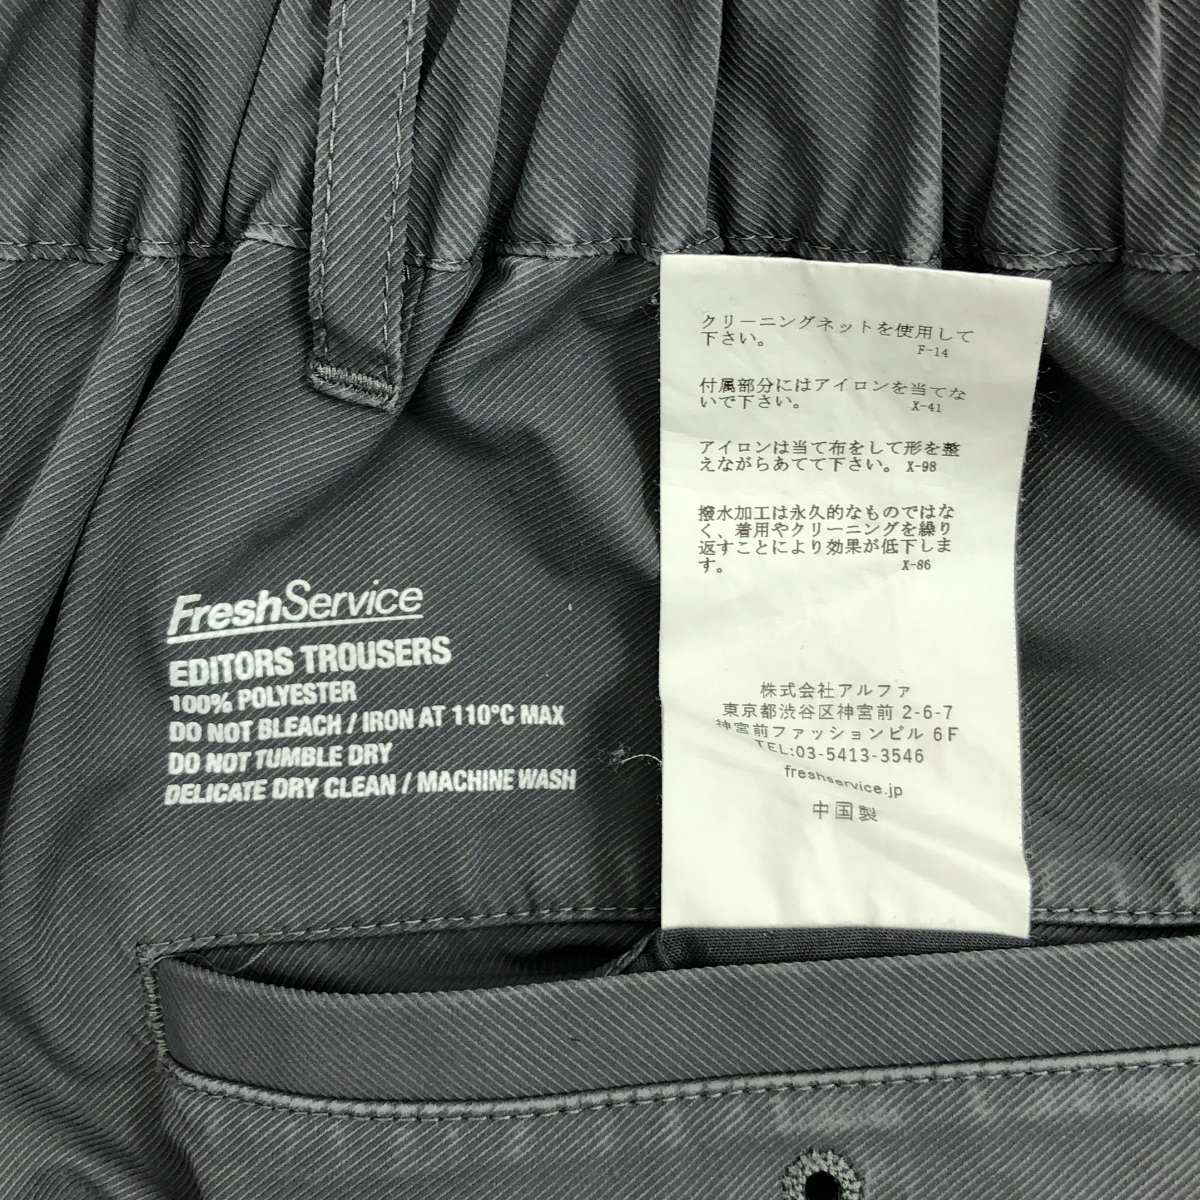 FreshService
EDITORS TROUSERS
100% POLYESTER
DO NOT BLEACH / IRON AT 110°C MAX
DO NOT TUMBLE DRY
DELICATE DRY CLEAN / MACHINE WASH
クリーニングネットを使用して
下さい。
F-14
付属部分にはアイロンを当てな
いで下さい。
X-41
アイロンは当て布をして形を整
えながらあてて下さい。 X-98
撥水加工は永久的なものではな
く、着用やクリーニングを繰り
返すことにより効果が低下しま
す。
X-86
株式会社アルファ
東京都渋谷区神宮前 2-6-7
神宮前ファッションビル 6F
TEL:03-5413-3546
freshservice.jp
中国製